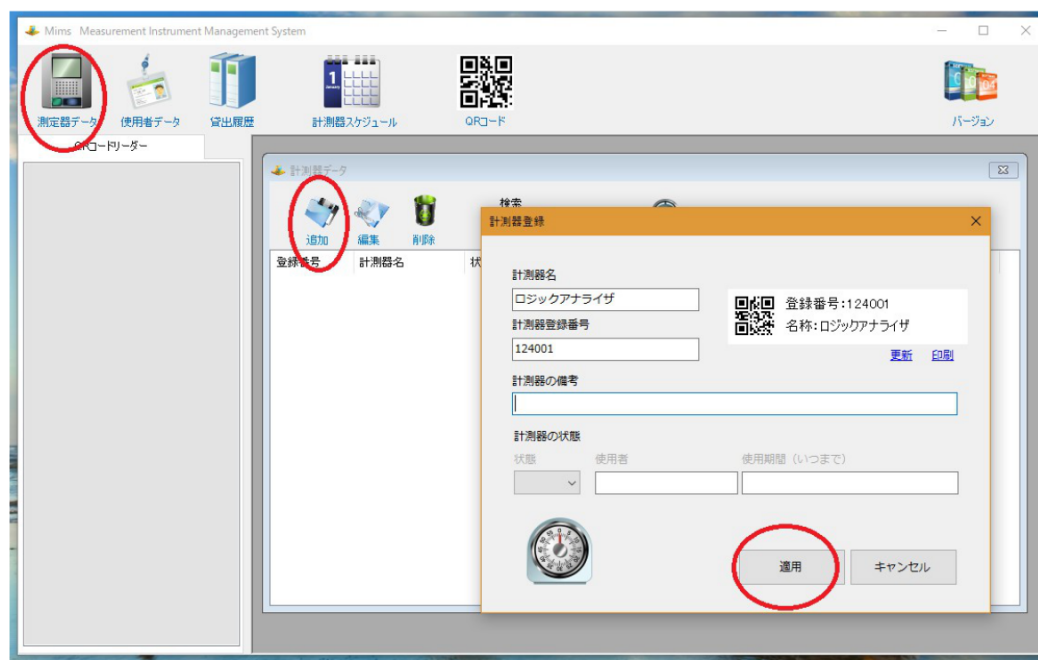 Mims Measurement Instrument Management System
測定器データ 使用者データ 貸出履歴 計測器スケジュール QRコード バージョン
QRコードリーダー
計測器データ
追加 編集 削除 検索
登録番号 計測器名 状
計測器登録
計測器名
ロジックアナライザ
計測器登録番号
124001
登録番号:124001
名称:ロジックアナライザ
更新 印刷
計測器の備考
計測器の状態
状態 使用者 使用期間（いつまで）
適用 キャンセル